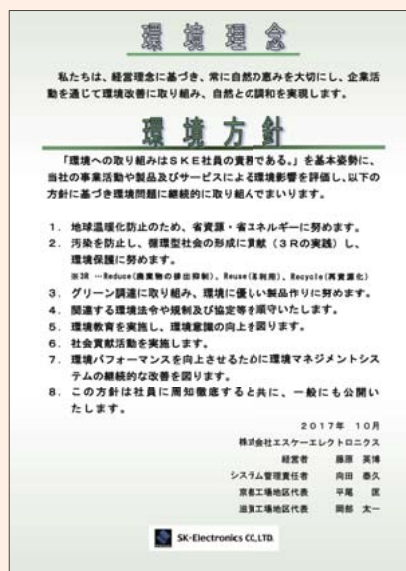 環境理念
私たちは、経営理念に基づき、常に自然の恵みを大切にし、企業活
動を通じて環境改善に取り組み、自然との調和を実現します。
環境方針
「環境への取り組みはＳＫＥ社員の責務である。」を基本姿勢に、
当社の事業活動や製品及びサービスによる環境影響を評価し、以下の
方針に基づき環境問題に継続的に取り組んでまいります。
１．地球温暖化防止のため、省資源・省エネルギーに努めます。
２．汚染を防止し、循環型社会の形成に貢献（３Ｒの実践）し、
環境保護に努めます。
※3R …Reduce(廃棄物の排出抑制)、Reuse(再利用)、Recycle(再資源化)
３．グリーン調達に取り組み、環境に優しい製品作りに努めます。
４．関連する環境法令や規制及び協定等を順守いたします。
５．環境教育を実施し、環境意識の向上を図ります。
６．社会貢献活動を実施します。
７．環境パフォーマンスを向上させるために環境マネジメントシス
テムの継続的な改善を図ります。
８．この方針は社員に周知徹底すると共に、一般にも公開い
たします。
２０１７年　１０月
株式会社エスケーエレクトロニクス
経営者　藤原　英博
システム管理責任者　向田　泰久
京都工場地区代表　平尾　匡
滋賀工場地区代表　岡部　太一
SK-Electronics CO.,LTD.